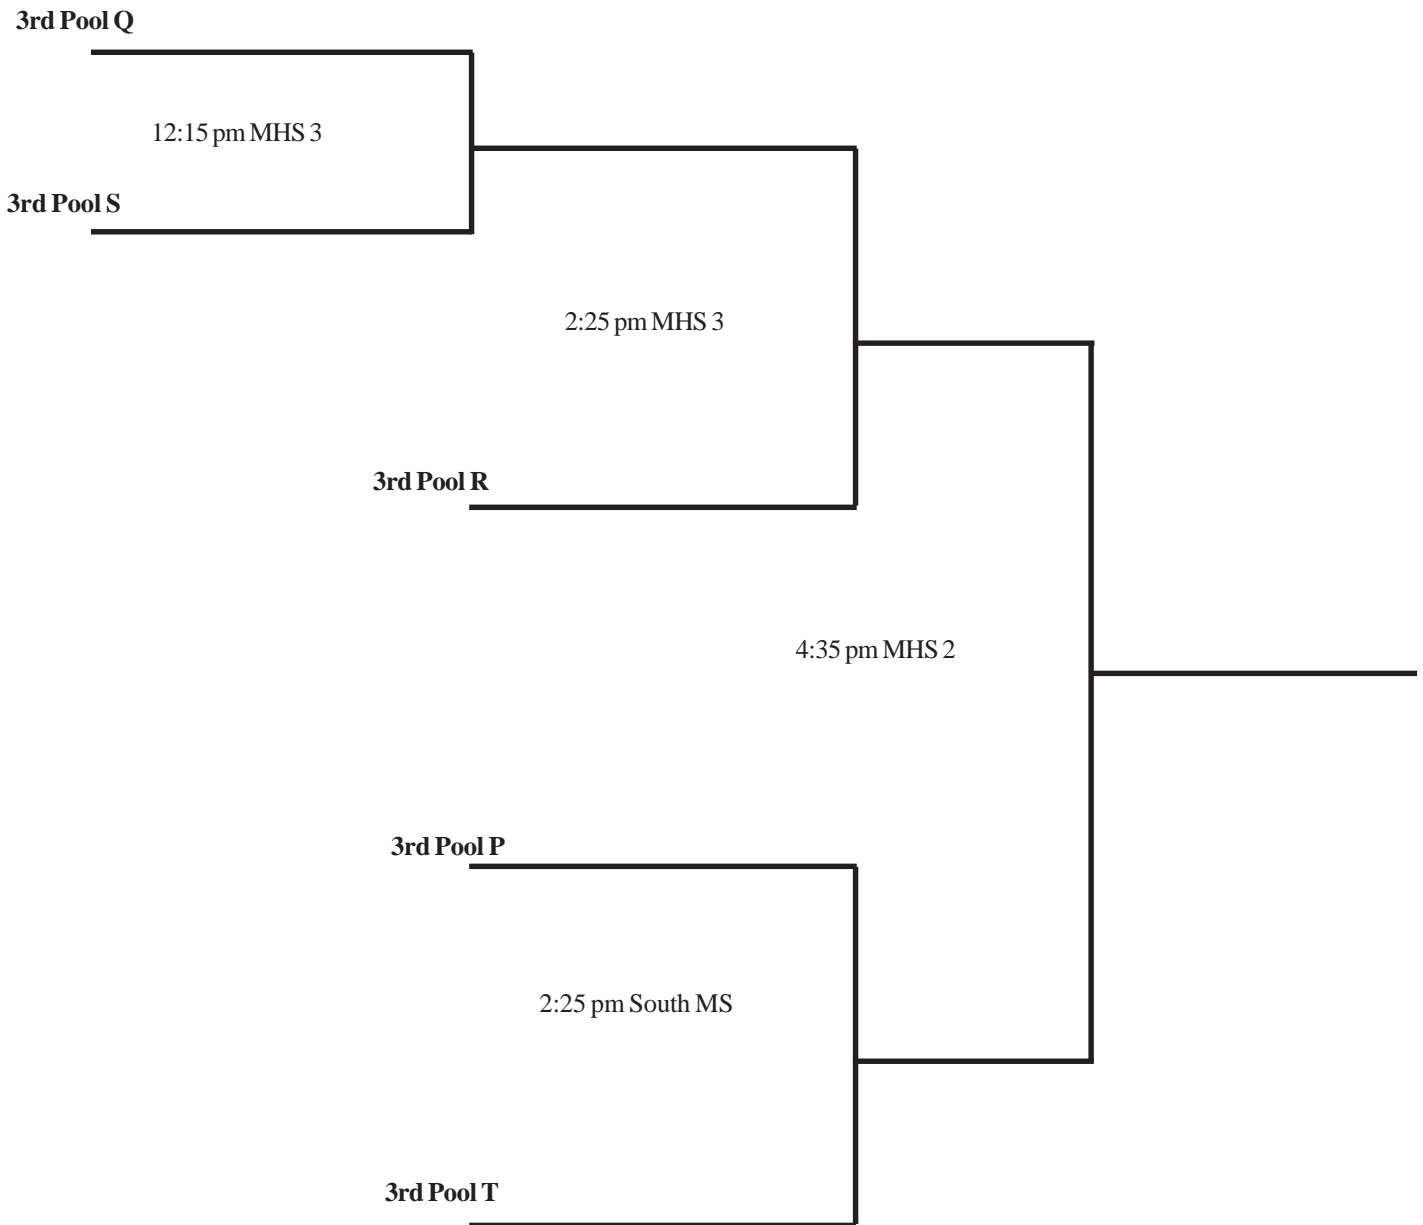 3rd Pool Q
12:15 pm MHS 3
3rd Pool S
2:25 pm MHS 3
3rd Pool R
4:35 pm MHS 2
3rd Pool P
2:25 pm South MS
3rd Pool T